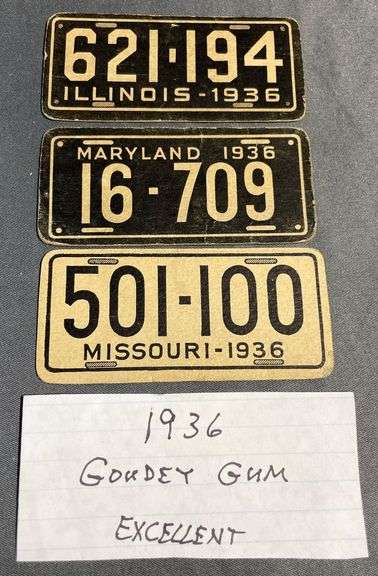 621-194
ILLINOIS-1936
MARYLAND 1936
16-709
501-100
MISSOURI-1936
1936
GOUDEY GUM
EXCELLENT